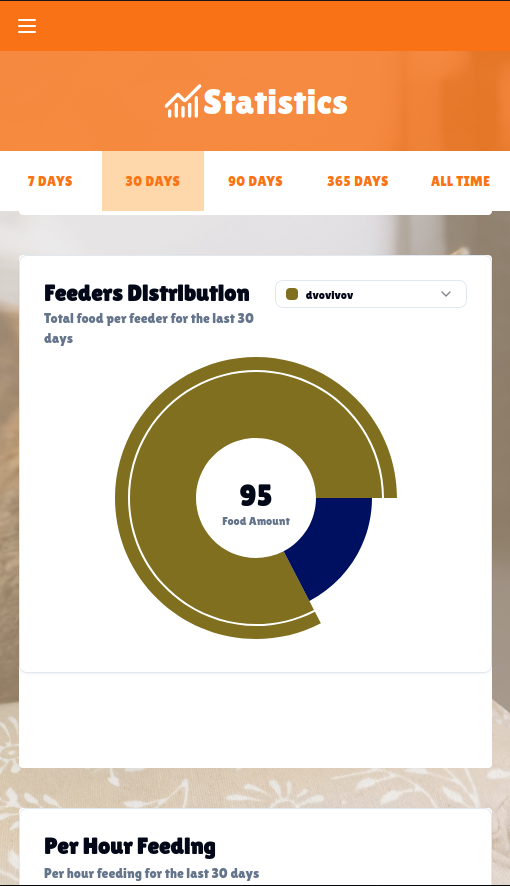 Statistics
7 DAYS
30 DAYS
90 DAYS
365 DAYS
ALL TIME
Feeders Distribution
dvovivov
Total food per feeder for the last 30
days
95
Food Amount
Per Hour Feeding
Per hour feeding for the last 30 days